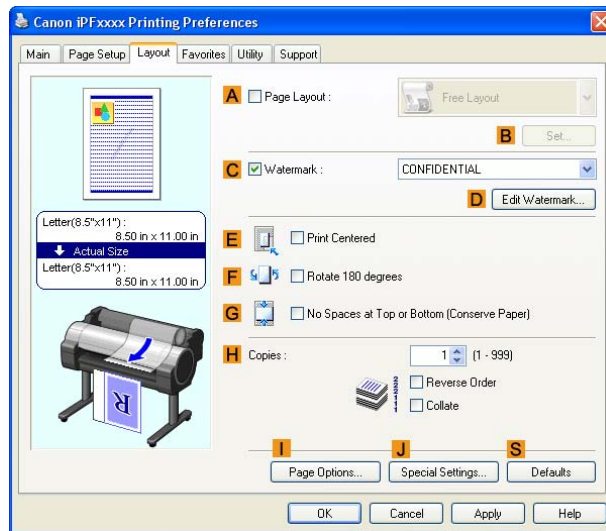 Canon iPFxxxx Printing Preferences
Main Page Setup Layout Favorites Utility Support
A Page Layout : Free Layout
B Set...
C Watermark : CONFIDENTIAL
D Edit Watermark...
Letter(8.5"x11") :
8.50 in x 11.00 in
Actual Size
Letter(8.5"x11") :
8.50 in x 11.00 in
E Print Centered
F Rotate 180 degrees
G No Spaces at Top or Bottom (Conserve Paper)
H Copies : 1 (1 - 999)
Reverse Order
Collate
R
I J S
Page Options... Special Settings... Defaults
OK Cancel Apply Help